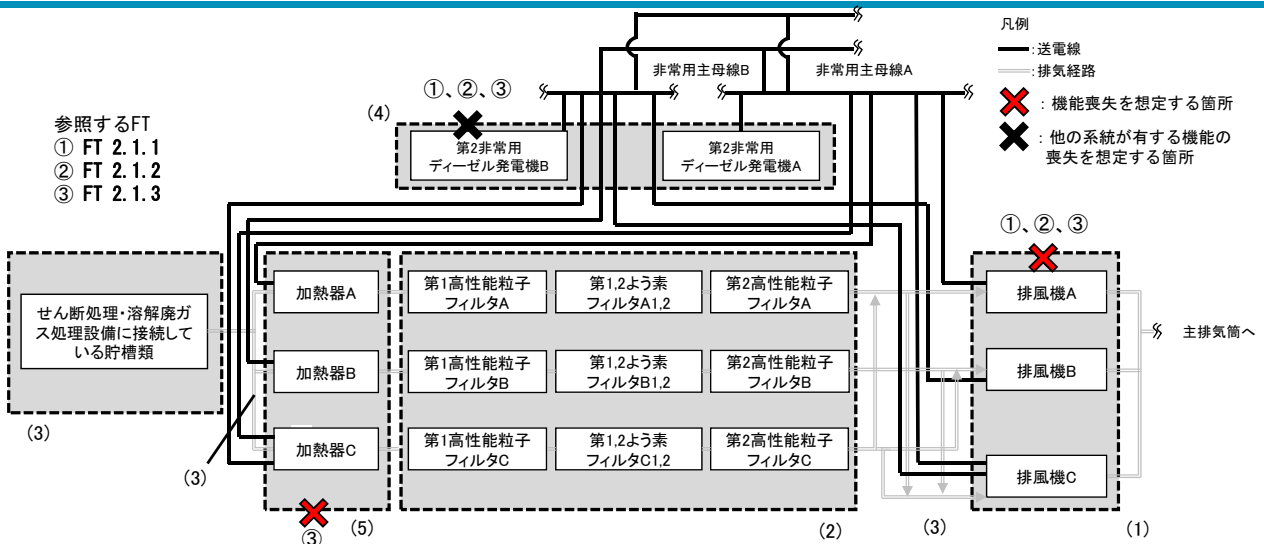 凡例
:送電線
:排気経路
:機能喪失を想定する箇所
:他の系統が有する機能の
喪失を想定する箇所
非常用主母線B
非常用主母線A
①、②、③
(4)
第2非常用
ディーゼル発電機B
第2非常用
ディーゼル発電機A
参照するFT
① FT 2.1.1
② FT 2.1.2
③ FT 2.1.3
①、②、③
せん断処理・溶解廃ガ
ス処理設備に接続して
いる貯槽類
(3)
(3)
加熱器A
加熱器B
加熱器C
③
(5)
第1高性能粒子
フィルタA
第1,2よう素
フィルタA1,2
第2高性能粒子
フィルタA
第1高性能粒子
フィルタB
第1,2よう素
フィルタB1,2
第2高性能粒子
フィルタB
第1高性能粒子
フィルタC
第1,2よう素
フィルタC1,2
第2高性能粒子
フィルタC
(2)
(3)
排風機A
排風機B
排風機C
(1)
主排気筒へ